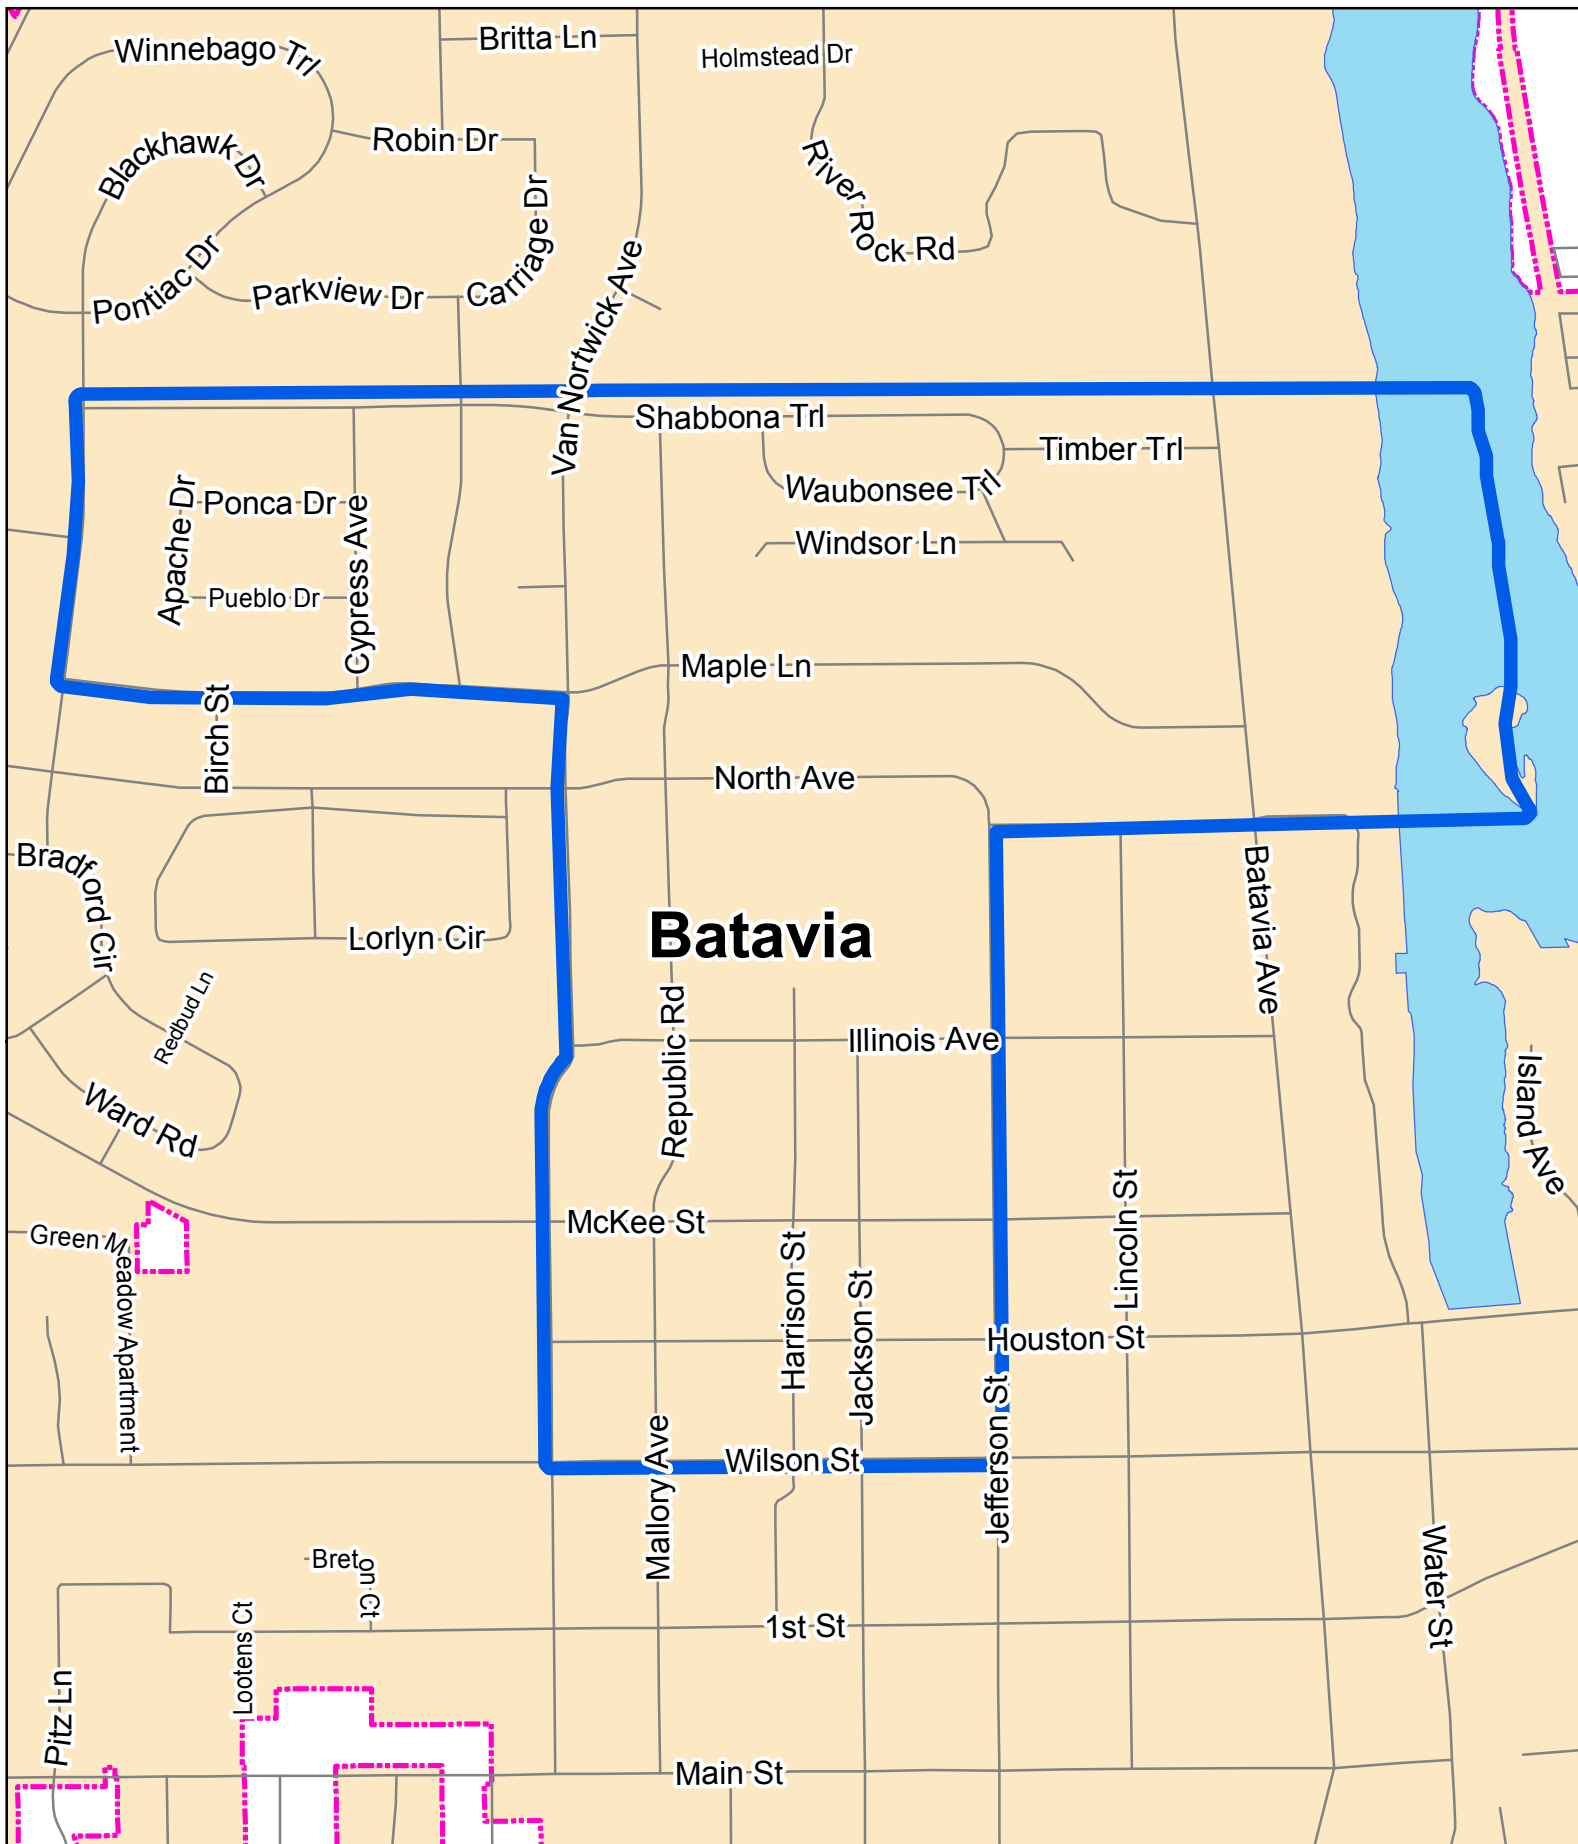 Winnebago Trl
Britta Ln
Holmstead Dr
Blackhawk Dr
Robin Dr
River Rock Rd
Carriage Dr
Pontiac Dr
Parkview Dr
Van Nortwick Ave
Shabbona Trl
Timber Trl
Apache Dr
Ponca Dr
Cypress Ave
Waubonsee Trl
Windsor Ln
Pueblo Dr
Maple Ln
Birch St
North Ave
Bradford Cir
Batavia Ave
Lorlyn Cir
Batavia
Redbud Ln
Republic Rd
Illinois Ave
Island Ave
Ward Rd
McKee St
Lincoln St
Green Meadow Apartment
Harrison St
Jackson St
Houston St
Jefferson St
Mallory Ave
Wilson St
Breton Ct
Water St
Lootens Ct
1st St
Pitz Ln
Main St